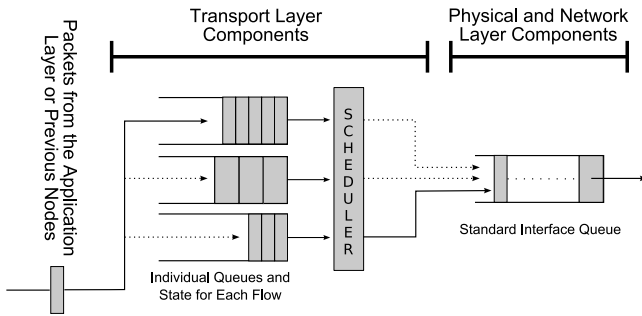 Transport Layer
Components
Physical and Network
Layer Components
Packets from the Application
Layer or Previous Nodes
SCHEDULER
Individual Queues and
State for Each Flow
Standard Interface Queue